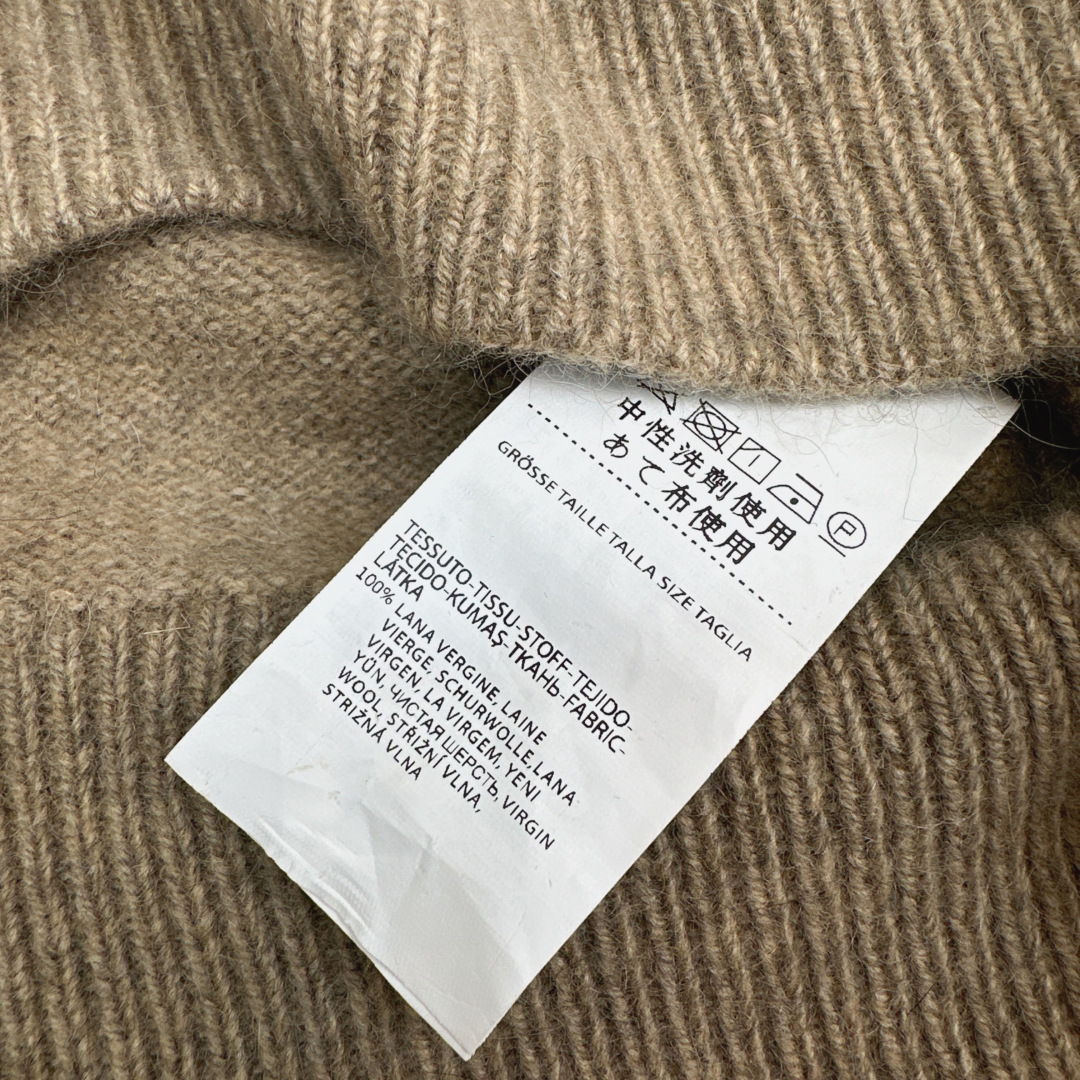 中性洗剤使用
あて布使用
GRÖSSE TAILLE TALLA SIZE TAGLIA
TESSUTO-TISSU-STOFF-TEJIDO-
TECIDO-KUMAŞ-ТКАНЬ-FABRIC-
LÁTKA
100% LANA VERGINE, LAINE
VIERGE, SCHURWOLLE, LANA
VIRGEN, LA VIRGEM, YENI
YÜN, ЧИСТАЯ ШЕРСТЬ, VIRGIN
WOOL, STŘIŽNÍ VLNA,
STRIŽNÁ VLNA
P